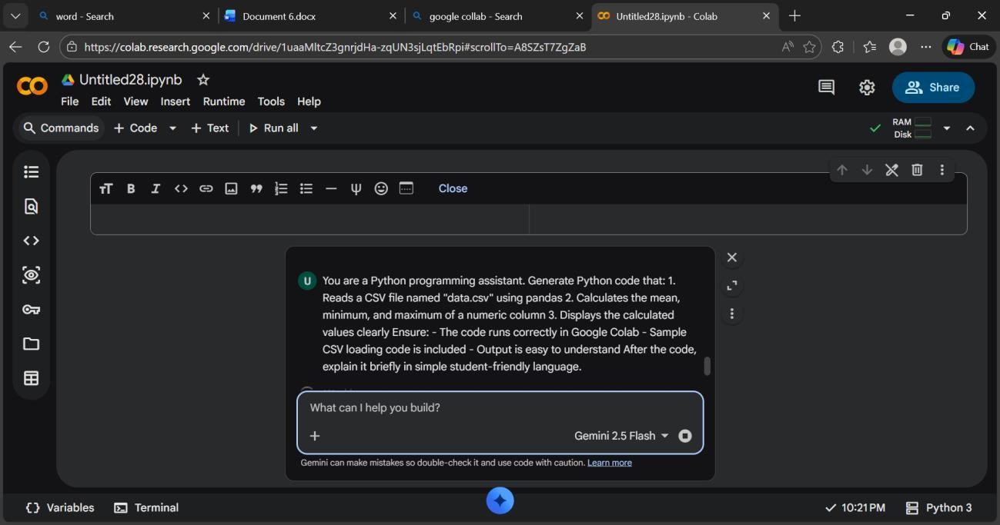 word - Search
Document 6.docx
google collab - Search
Untitled28.ipynb - Colab
https://colab.research.google.com/drive/1uaaMltcZ3gnrjdHa-zqUN3sjLqtEbRpi#scrollTo=A8SZsT7ZgZaB
Chat
Untitled28.ipynb
File Edit View Insert Runtime Tools Help
Share
Commands + Code + Text Run all
RAM
Disk
Close
U
You are a Python programming assistant. Generate Python code that: 1.
Reads a CSV file named "data.csv" using pandas 2. Calculates the mean,
minimum, and maximum of a numeric column 3. Displays the calculated
values clearly Ensure: - The code runs correctly in Google Colab - Sample
CSV loading code is included - Output is easy to understand After the code,
explain it briefly in simple student-friendly language.
What can I help you build?
Gemini 2.5 Flash
Gemini can make mistakes so double-check it and use code with caution. Learn more
Variables Terminal
10:21 PM Python 3